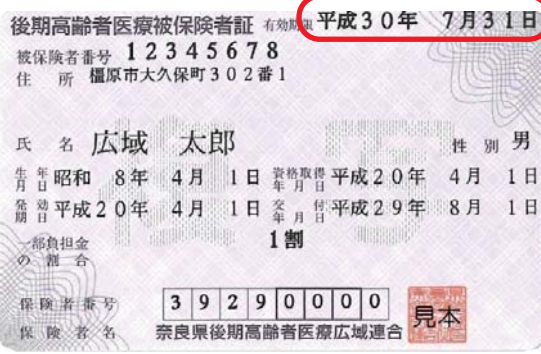 後期高齢者医療被保険者証 有効期限 平成30年 7月31日
被保険者番号 12345678
住所 橿原市大久保町302番1
氏名 広域 太郎 性別 男
生年月日 昭和 8年 4月 1日 資格取得年月日 平成20年 4月 1日
発効期日 平成20年 4月 1日 交付年月日 平成29年 8月 1日
一部負担金の割合 1割
保険者番号 39290000
保険者名 奈良県後期高齢者医療広域連合
見本